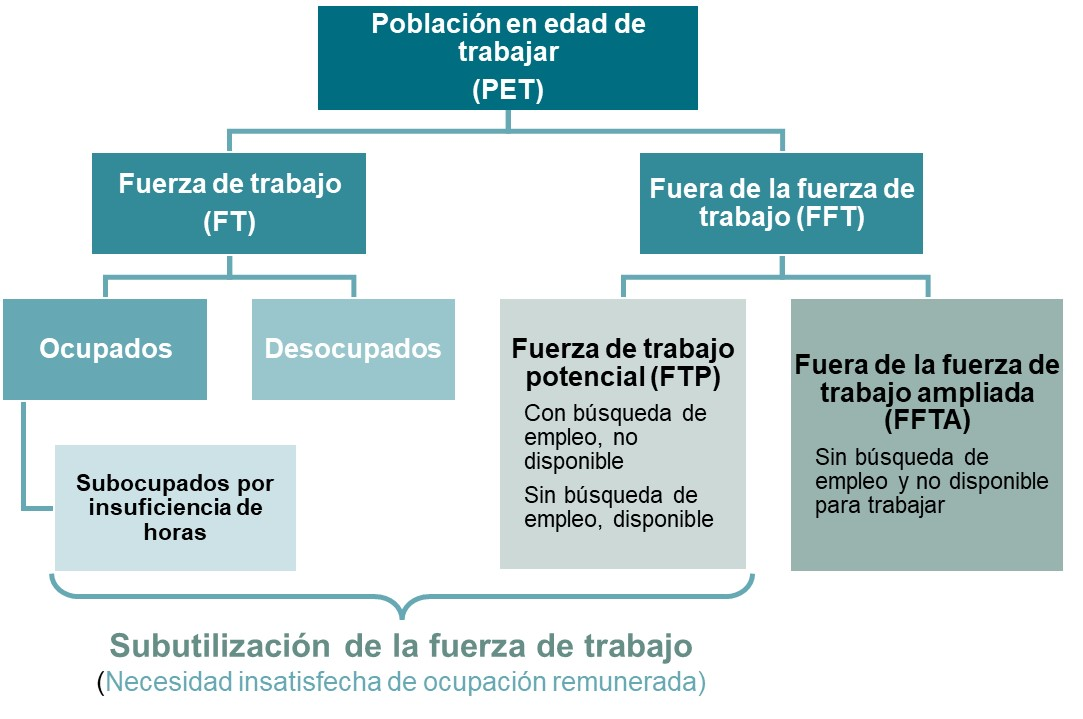 Población en edad de
trabajar
(PET)
Fuerza de trabajo
(FT)
Fuera de la fuerza de
trabajo (FFT)
Ocupados
Desocupados
Fuerza de trabajo
potencial (FTP)
Con búsqueda de
empleo, no
disponible
Sin búsqueda de
empleo, disponible
Fuera de la fuerza de
trabajo ampliada
(FFTA)
Sin búsqueda de
empleo y no disponible
para trabajar
Subocupados por
insuficiencia de
horas
Subutilización de la fuerza de trabajo
(Necesidad insatisfecha de ocupación remunerada)